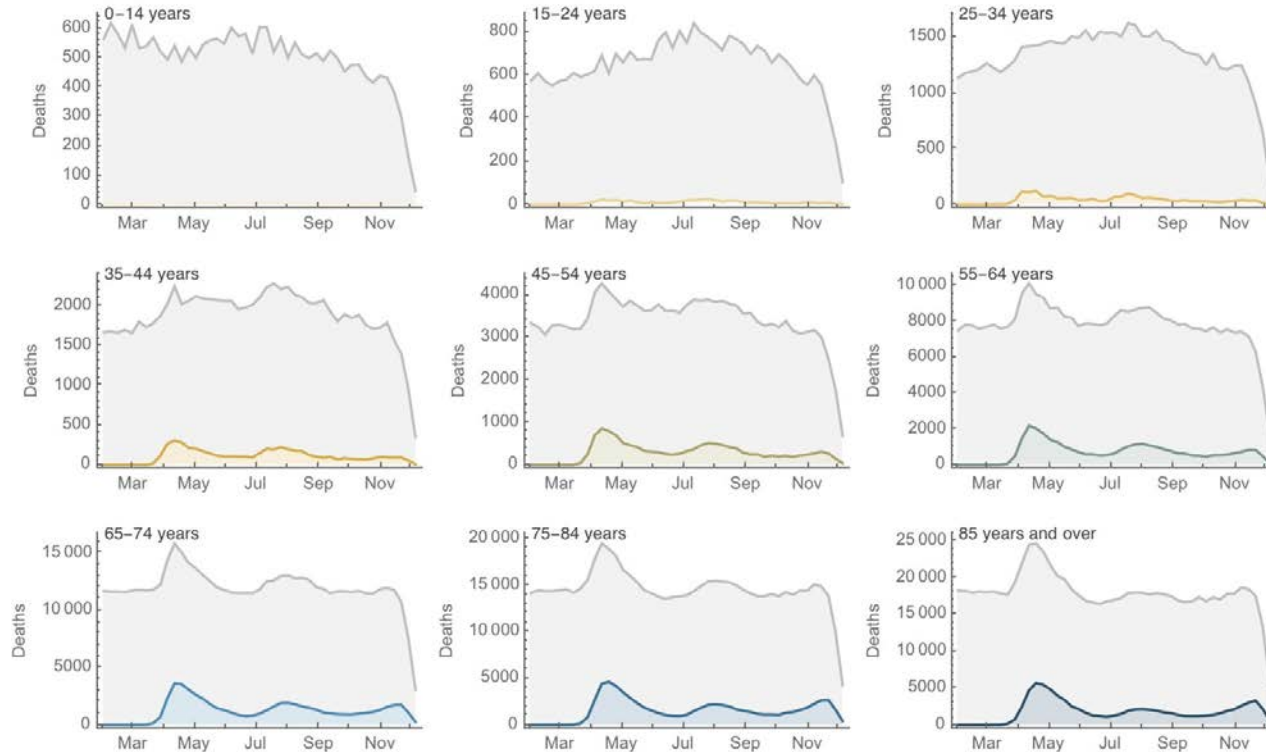 0–14 years
Deaths
600
500
400
300
200
100
0
Mar May Jul Sep Nov
15–24 years
Deaths
800
600
400
200
0
Mar May Jul Sep Nov
25–34 years
Deaths
1500
1000
500
0
Mar May Jul Sep Nov
35–44 years
Deaths
2000
1500
1000
500
0
Mar May Jul Sep Nov
45–54 years
Deaths
4000
3000
2000
1000
0
Mar May Jul Sep Nov
55–64 years
Deaths
10 000
8000
6000
4000
2000
0
Mar May Jul Sep Nov
65–74 years
Deaths
15 000
10 000
5000
0
Mar May Jul Sep Nov
75–84 years
Deaths
20 000
15 000
10 000
5000
0
Mar May Jul Sep Nov
85 years and over
Deaths
25 000
20 000
15 000
10 000
5000
0
Mar May Jul Sep Nov